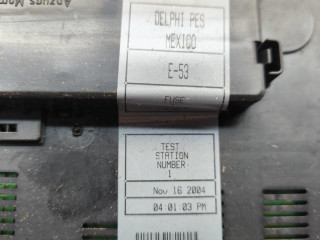 DELPHI PES
MEXICO
E-53
FUSE
TEST
STATION
NUMBER
1
Nov 16 2004
04:01:03 PM